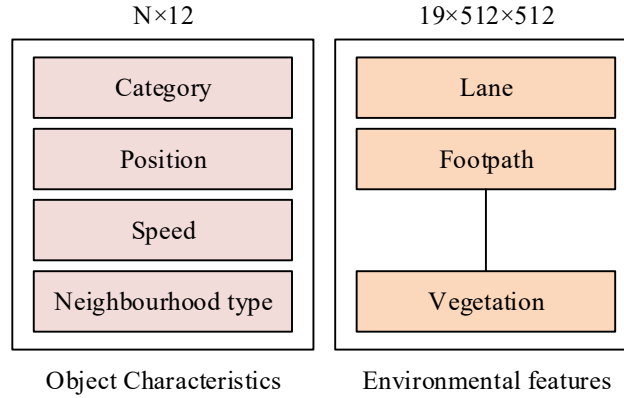 N×12
Category
Position
Speed
Neighbourhood type
Object Characteristics
19×512×512
Lane
Footpath
Vegetation
Environmental features